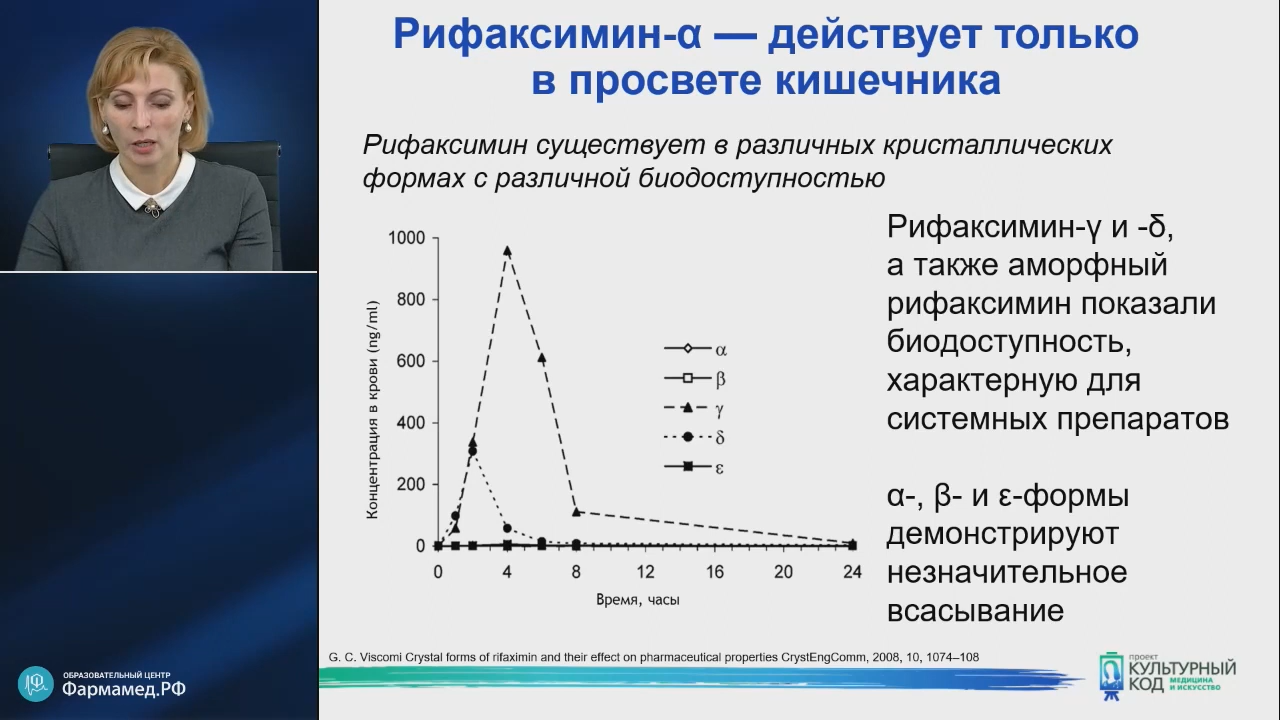 Рифаксимин-α — действует только
в просвете кишечника
Рифаксимин существует в различных кристаллических
формах с различной биодоступностью
Концентрация в крови (ng/ml)
1000
800
600
400
200
0
0 4 8 12 16 20 24
Время, часы
α
β
γ
δ
ε
Рифаксимин-γ и -δ,
а также аморфный
рифаксимин показали
биодоступность,
характерную для
системных препаратов
α-, β- и ε-формы
демонстрируют
незначительное
всасывание
G. C. Viscomi Crystal forms of rifaximin and their effect on pharmaceutical properties CrystEngComm, 2008, 10, 1074–108
ОБРАЗОВАТЕЛЬНЫЙ ЦЕНТР
Фармамед.РФ
проект
КУЛЬТУРНЫЙ
КОД
МЕДИЦИНА
И ИСКУССТВО